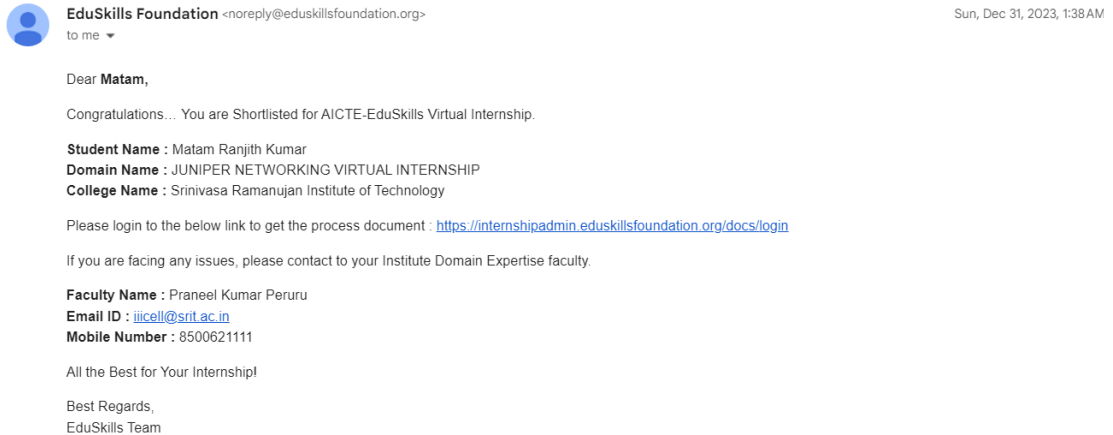 EduSkills Foundation <noreply@eduskillsfoundation.org>
Sun, Dec 31, 2023, 1:38 AM
to me
Dear Matam,
Congratulations… You are Shortlisted for AICTE-EduSkills Virtual Internship.
Student Name : Matam Ranjith Kumar
Domain Name : JUNIPER NETWORKING VIRTUAL INTERNSHIP
College Name : Srinivasa Ramanujan Institute of Technology
Please login to the below link to get the process document : https://internshipadmin.eduskillsfoundation.org/docs/login
If you are facing any issues, please contact to your Institute Domain Expertise faculty.
Faculty Name : Praneel Kumar Peruru
Email ID : iiicell@srit.ac.in
Mobile Number : 8500621111
All the Best for Your Internship!
Best Regards,
EduSkills Team